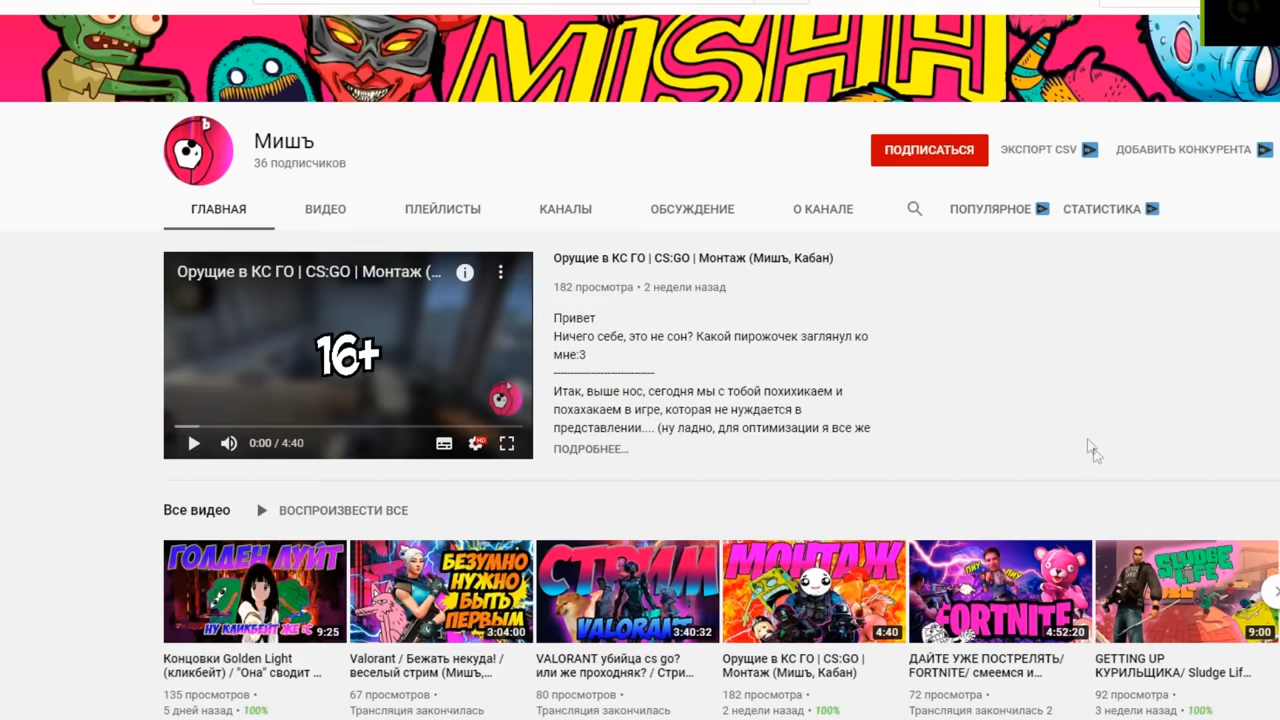 MISHH
Мишъ
36 подписчиков
ПОДПИСАТЬСЯ
ЭКСПОРТ CSV
ДОБАВИТЬ КОНКУРЕНТА
ГЛАВНАЯ
ВИДЕО
ПЛЕЙЛИСТЫ
КАНАЛЫ
ОБСУЖДЕНИЕ
О КАНАЛЕ
ПОПУЛЯРНОЕ
СТАТИСТИКА
Орущие в КС ГО | CS:GO | Монтаж (...
16+
0:00 / 4:40
HD
Орущие в КС ГО | CS:GO | Монтаж (Мишъ, Кабан)
182 просмотра • 2 недели назад
Привет
Ничего себе, это не сон? Какой пирожочек заглянул ко
мне:3
------------------------------
Итак, выше нос, сегодня мы с тобой похихикаем и
похахакаем в игре, которая не нуждается в
представлении.... (ну ладно, для оптимизации я все же
ПОДРОБНЕЕ...
Все видео
ВОСПРОИЗВЕСТИ ВСЕ
ГОЛДЕН ЛУЙТ
НУ КЛИКБЕЙТ ЖЕ Ъ
9:25
БЕЗУМНО
НУЖНО
БЫТЬ
ПЕРВЫМ
3:04:00
СТРИМ
VALORANT
3:40:32
МОНТАЖ
4:40
ПИУ
ПИУ
FORTNITE
4:52:20
SLUDGE
LIFE
9:00
Концовки Golden Light
(кликбейт) / "Она" сводит ...
135 просмотров •
5 дней назад • 100%
Valorant / Бежать некуда! /
веселый стрим (Мишъ,...
67 просмотров •
Трансляция закончилась
VALORANT убийца cs go?
или же проходняк? / Стри...
80 просмотров •
Трансляция закончилась
Орущие в КС ГО | CS:GO |
Монтаж (Мишъ, Кабан)
182 просмотра •
2 недели назад • 100%
ДАЙТЕ УЖЕ ПОСТРЕЛЯТЬ/
FORTNITE/ смеемся и...
72 просмотра •
Трансляция закончилась 2
GETTING UP
КУРИЛЬЩИКА/ Sludge Lif...
92 просмотра •
3 недели назад • 100%